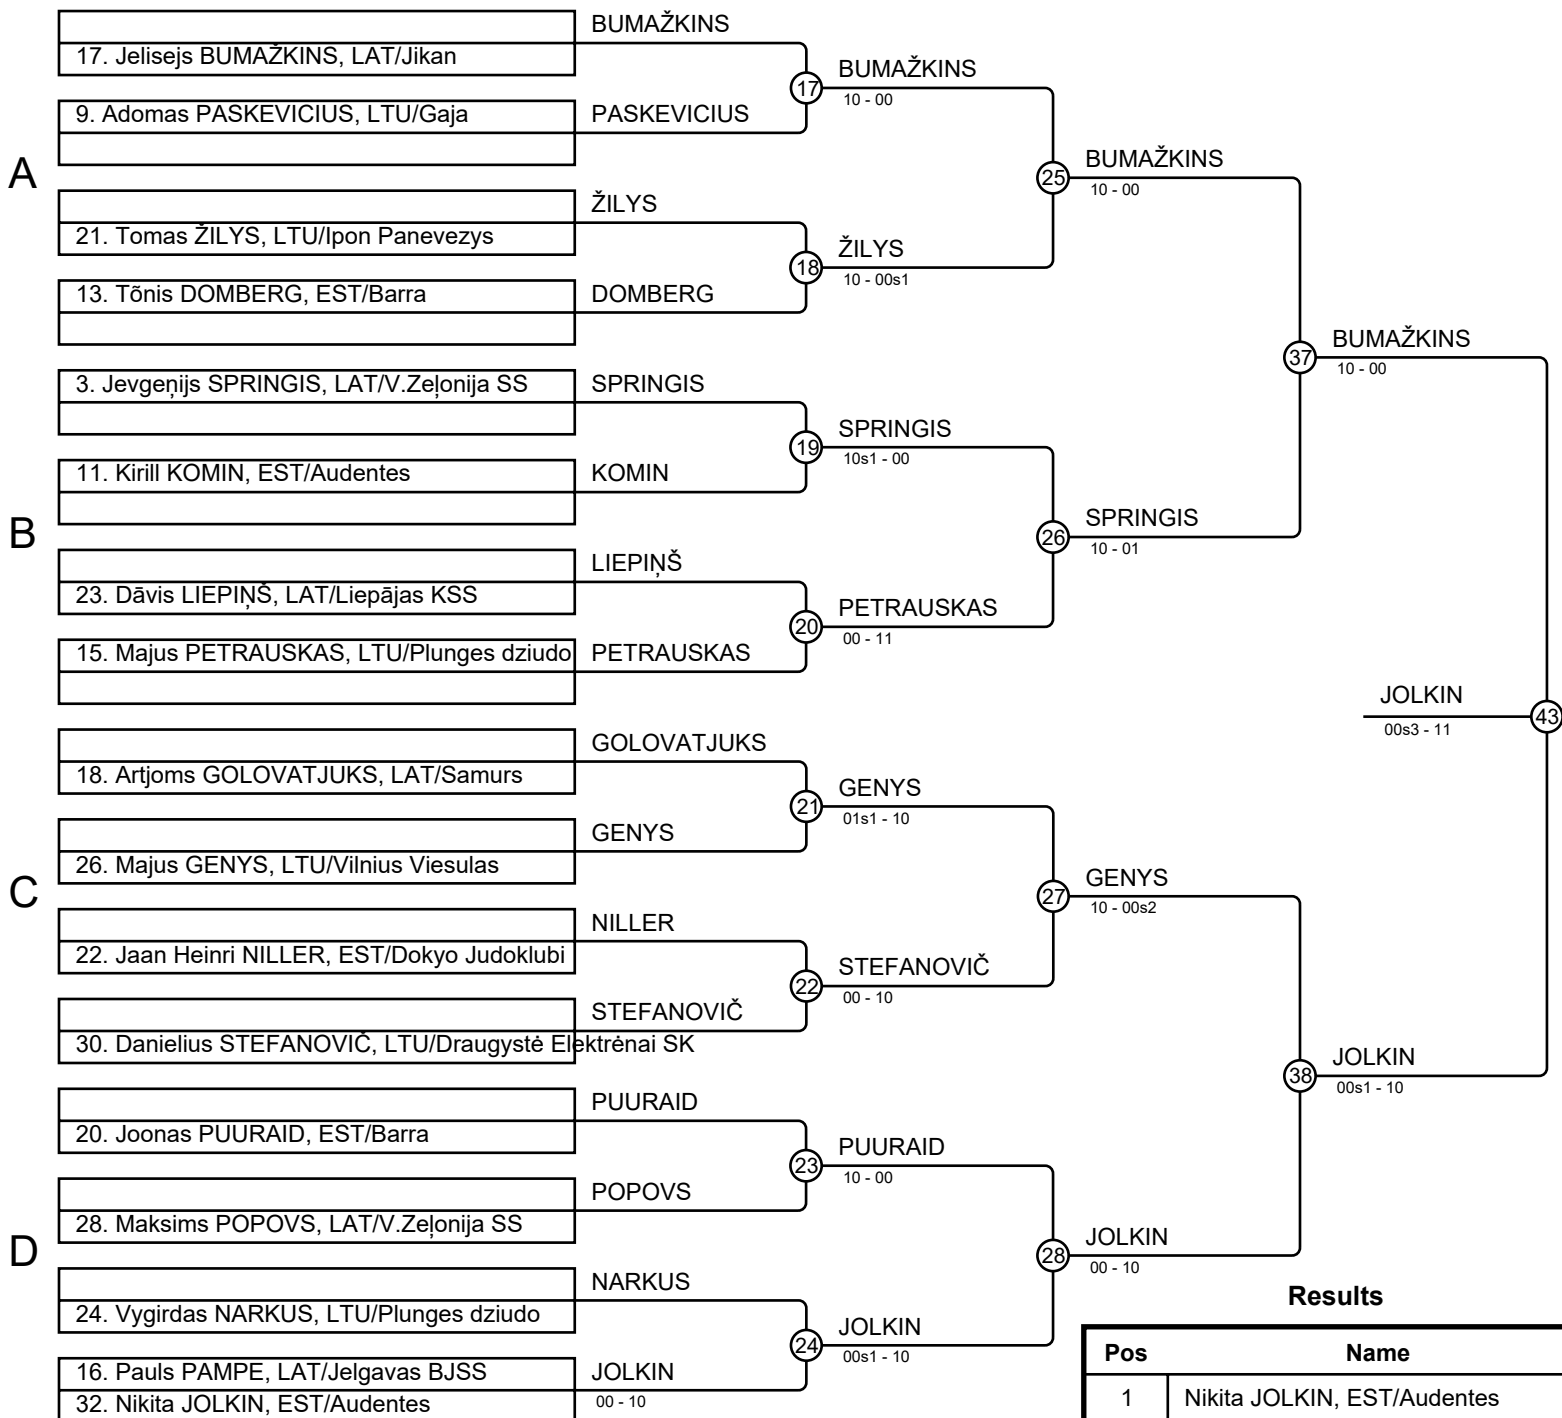 A
17. Jelisejs BUMAŽKINS, LAT/Jikan
9. Adomas PASKEVICIUS, LTU/Gaja
21. Tomas ŽILYS, LTU/Ipon Panevezys
13. Tõnis DOMBERG, EST/Barra
B
3. Jevgeņijs SPRINGIS, LAT/V.Zeļonija SS
11. Kirill KOMIN, EST/Audentes
23. Dāvis LIEPIŅŠ, LAT/Liepājas KSS
15. Majus PETRAUSKAS, LTU/Plunges dziudo
C
18. Artjoms GOLOVATJUKS, LAT/Samurs
26. Majus GENYS, LTU/Vilnius Viesulas
22. Jaan Heinri NILLER, EST/Dokyo Judoklubi
30. Danielius STEFANOVIČ, LTU/Draugystė Elektrėnai SK
D
20. Joonas PUURAID, EST/Barra
28. Maksims POPOVS, LAT/V.Zeļonija SS
24. Vygirdas NARKUS, LTU/Plunges dziudo
16. Pauls PAMPE, LAT/Jelgavas BJSS
32. Nikita JOLKIN, EST/Audentes
BUMAŽKINS
PASKEVICIUS
ŽILYS
DOMBERG
SPRINGIS
KOMIN
LIEPIŅŠ
PETRAUSKAS
GOLOVATJUKS
GENYS
NILLER
STEFANOVIČ
PUURAID
POPOVS
NARKUS
JOLKIN
00 - 10
17
BUMAŽKINS
10 - 00
18
ŽILYS
10 - 00s1
19
SPRINGIS
10s1 - 00
20
PETRAUSKAS
00 - 11
21
GENYS
01s1 - 10
22
STEFANOVIČ
00 - 10
23
PUURAID
10 - 00
24
JOLKIN
00s1 - 10
25
BUMAŽKINS
10 - 00
26
SPRINGIS
10 - 01
27
GENYS
10 - 00s2
28
JOLKIN
00 - 10
37
BUMAŽKINS
10 - 00
38
JOLKIN
00s1 - 10
JOLKIN
00s3 - 11
43
Results
Pos Name
1 Nikita JOLKIN, EST/Audentes